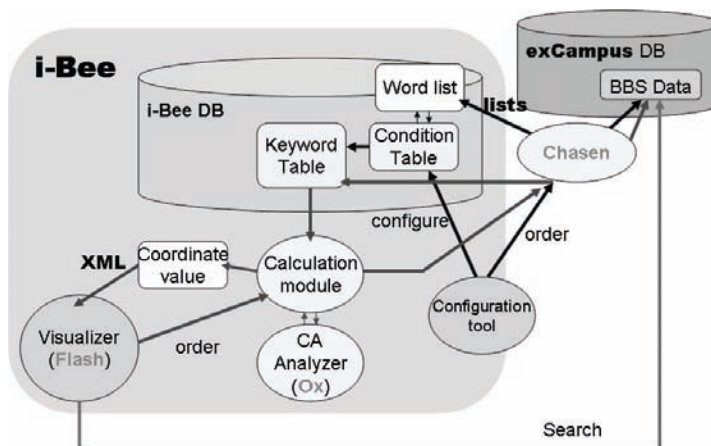 i-Bee
exCampus DB
BBS Data
Word list
lists
i-Bee DB
Keyword
Table
Condition
Table
Chasen
configure
order
XML
Coordinate
value
Calculation
module
Configuration
tool
Visualizer
(Flash)
order
CA
Analyzer
(Ox)
Search